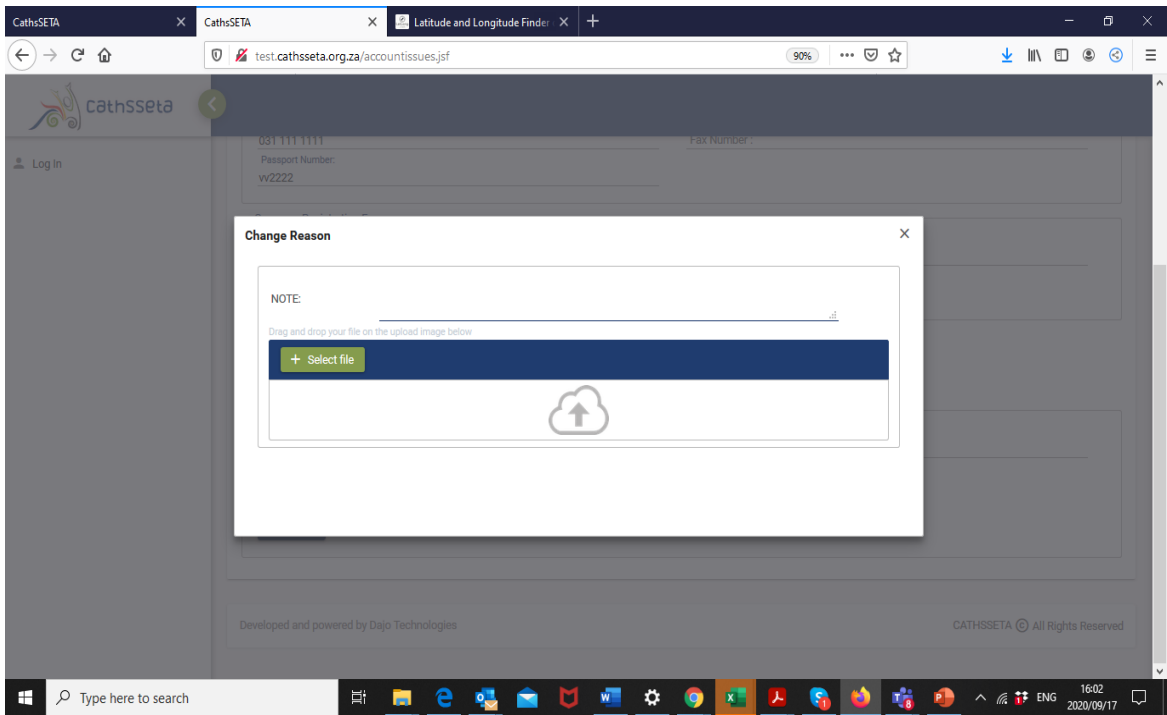 CathsSETA
CathsSETA
Latitude and Longitude Finder
test.cathsseta.org.za/accountissues.jsf
90%
cathsseta
Log In
031 111 1111
Fax Number :
Passport Number:
vv2222
Change Reason
NOTE:
Drag and drop your file on the upload image below
+ Select file
Developed and powered by Dajo Technologies
CATHSSETA © All Rights Reserved
Type here to search
ENG
16:02
2020/09/17